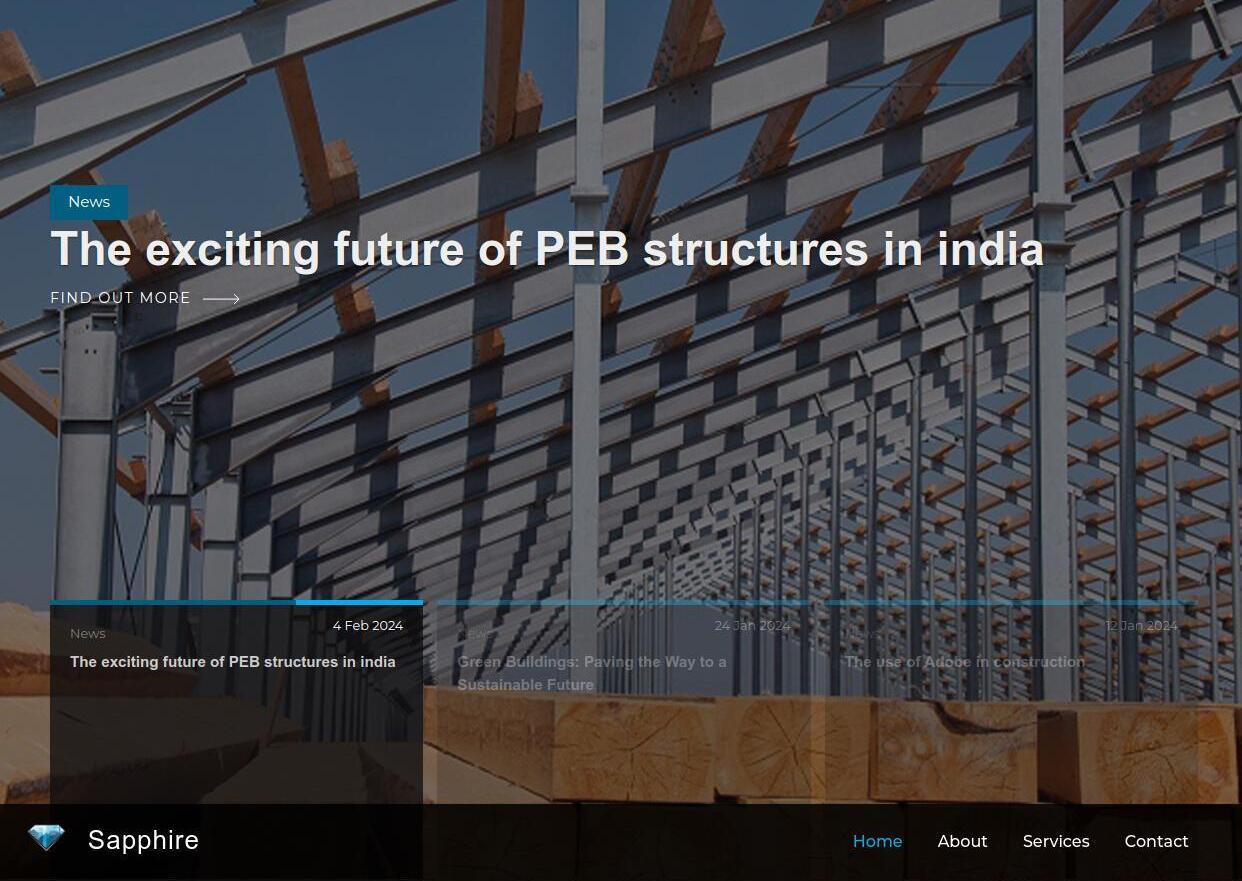 News
The exciting future of PEB structures in india
FIND OUT MORE
4 Feb 2024
News
The exciting future of PEB structures in india
24 Jan 2024
News
Green Buildings: Paving the Way to a
Sustainable Future
12 Jan 2024
News
The use of Adobe in construction
Sapphire
Home About Services Contact